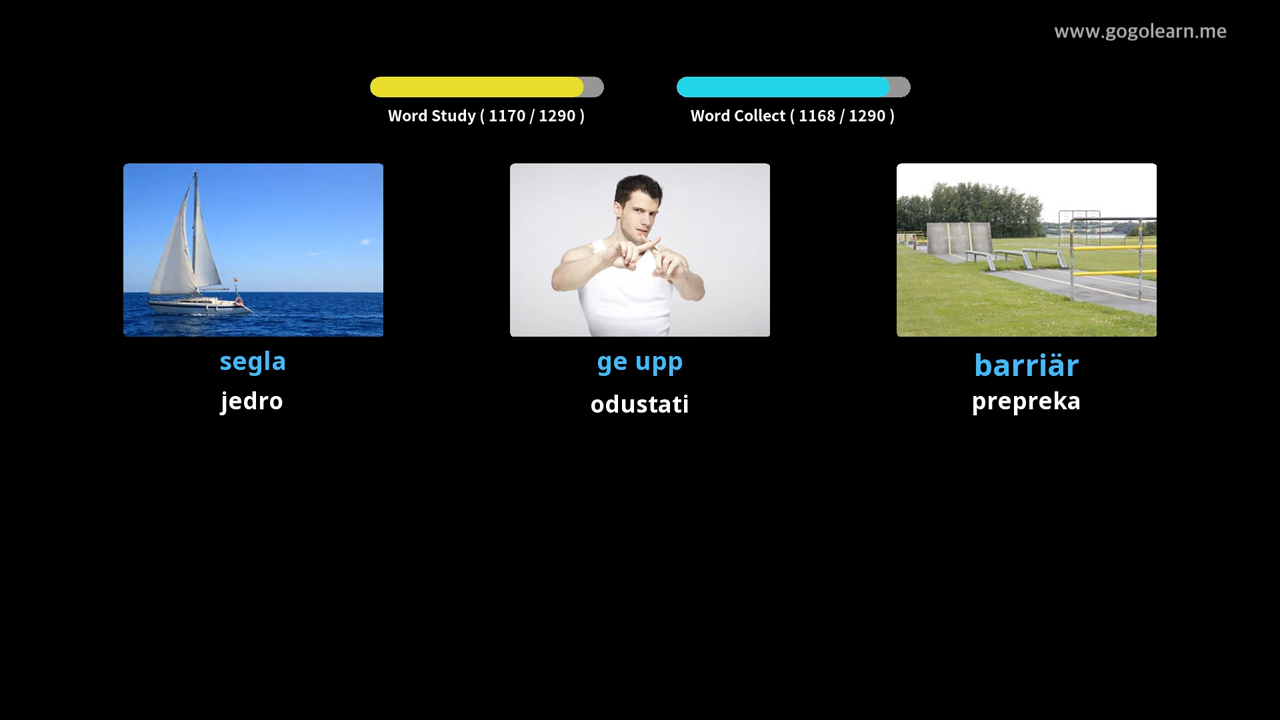 www.gogolearn.me
Word Study ( 1170 / 1290 )
Word Collect ( 1168 / 1290 )
segla
jedro
ge upp
odustati
barriär
prepreka